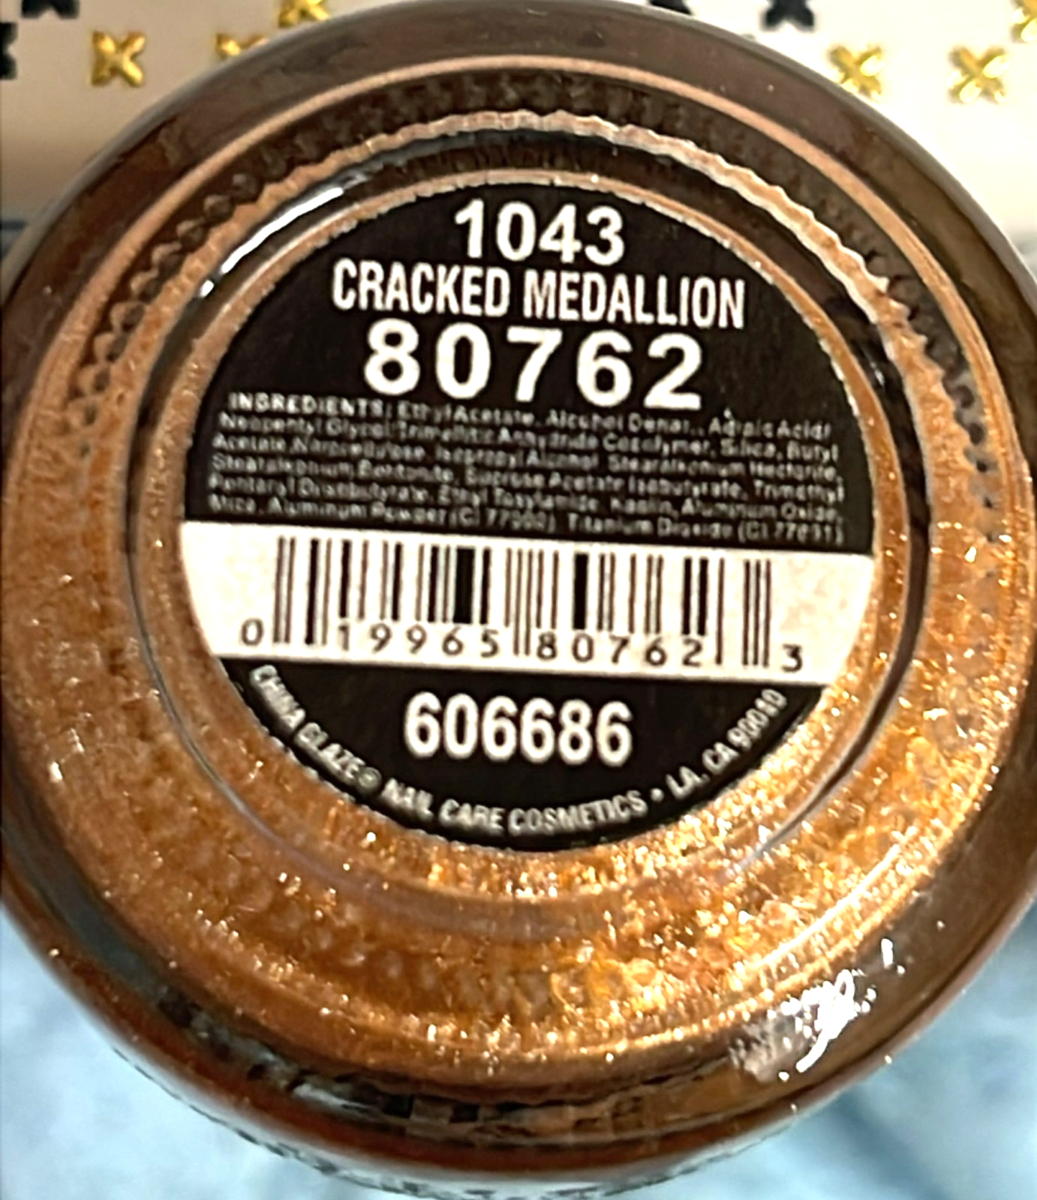 1043
CRACKED MEDALLION
80762
INGREDIENTS: Ethyl Acetate, Alcohol Denat., Adipic Acid/
Neopentyl Glycol/Trimellitic Anhydride Copolymer, Silica, Butyl
Acetate, Nitrocellulose, Isopropyl Alcohol, Stearalkonium Hectorite,
Stearalkonium Bentonite, Sucrose Acetate Isobutyrate, Trimethyl
Pentanyl Diisobutyrate, Ethyl Tosylamide, Kaolin, Aluminum Oxide,
Mica, Aluminum Powder (CI 77000), Titanium Dioxide (CI 77891)
0 19965 80762 3
606686
CHINA GLAZE® NAIL CARE COSMETICS • LA, CA 90010